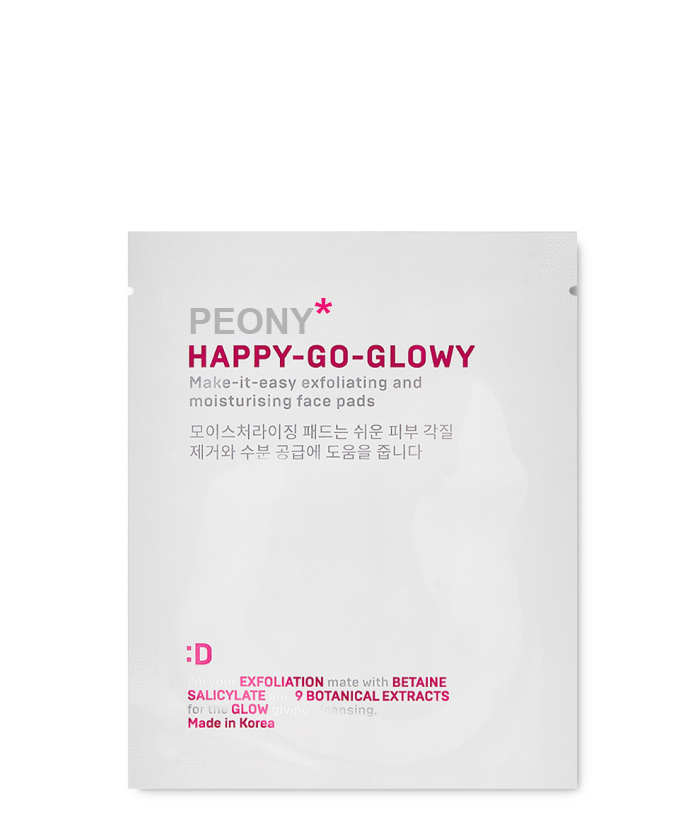 PEONY*
HAPPY-GO-GLOWY
Make-it-easy exfoliating and
moisturising face pads
모이스처라이징 패드는 쉬운 피부 각질
제거와 수분 공급에 도움을 줍니다
:D
I'm your EXFOLIATION mate with BETAINE
SALICYLATE and 9 BOTANICAL EXTRACTS
for the GLOW giving cleansing.
Made in Korea